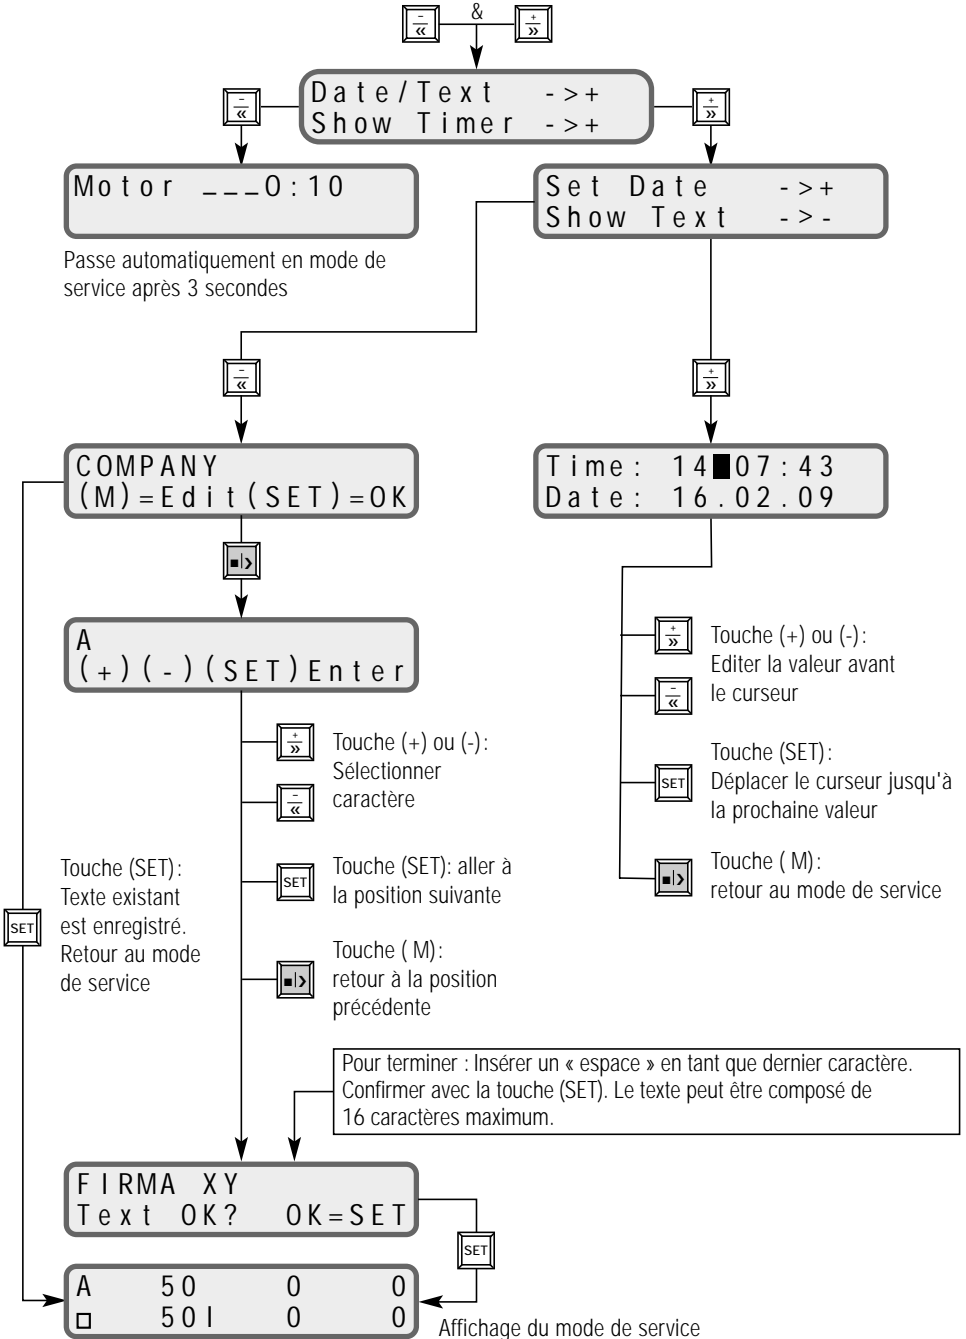 &
- «
+ »
Date/Text ->+
Show Timer ->+
- «
+ »
Motor ___0:10
Set Date ->+
Show Text ->-
Passe automatiquement en mode de
service après 3 secondes
- «
+ »
COMPANY
(M)=Edit(SET)=OK
Time: 14 07:43
Date: 16.02.09
A
(+)(-)(SET)Enter
+ »
Touche (+) ou (-):
Editer la valeur avant
le curseur
- «
+ »
Touche (+) ou (-):
Sélectionner
caractère
- «
SET
Touche (SET):
Déplacer le curseur jusqu'à
la prochaine valeur
Touche (SET):
Texte existant
est enregistré.
Retour au mode
de service
SET
SET
Touche (SET): aller à
la position suivante
Touche ( M):
retour au mode de service
Touche ( M):
retour à la position
précédente
Pour terminer : Insérer un « espace » en tant que dernier caractère.
Confirmer avec la touche (SET). Le texte peut être composé de
16 caractères maximum.
FIRMA XY
Text OK? OK=SET
SET
A 50 0 0
□ 50I 0 0
Affichage du mode de service